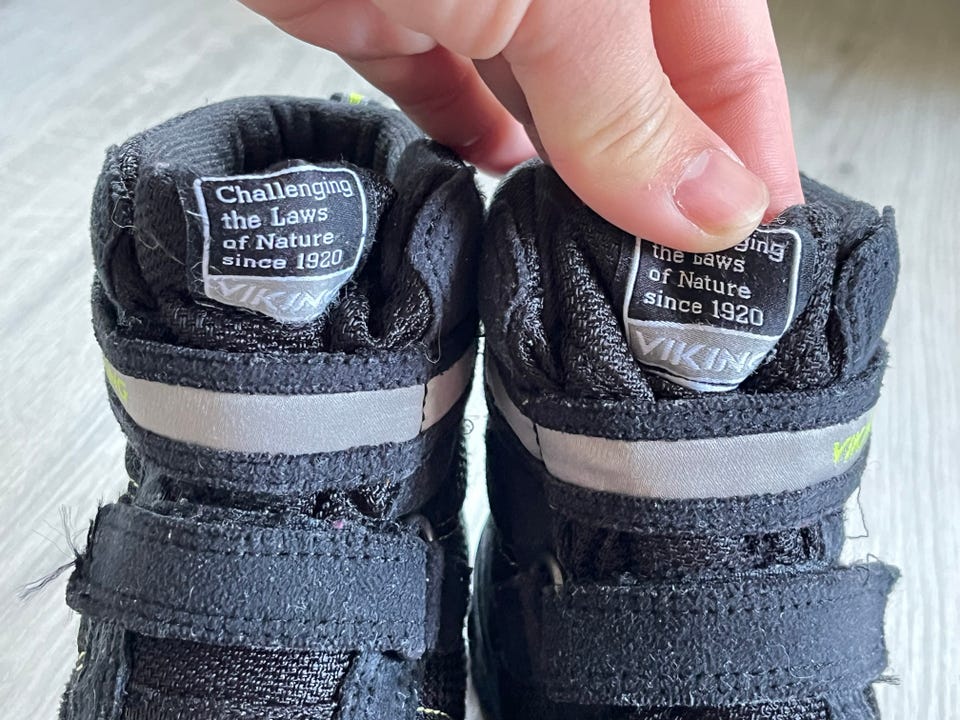 Challenging
the Laws
of Nature
since 1920
VIKING
the Laws
of Nature
since 1920
VIKING